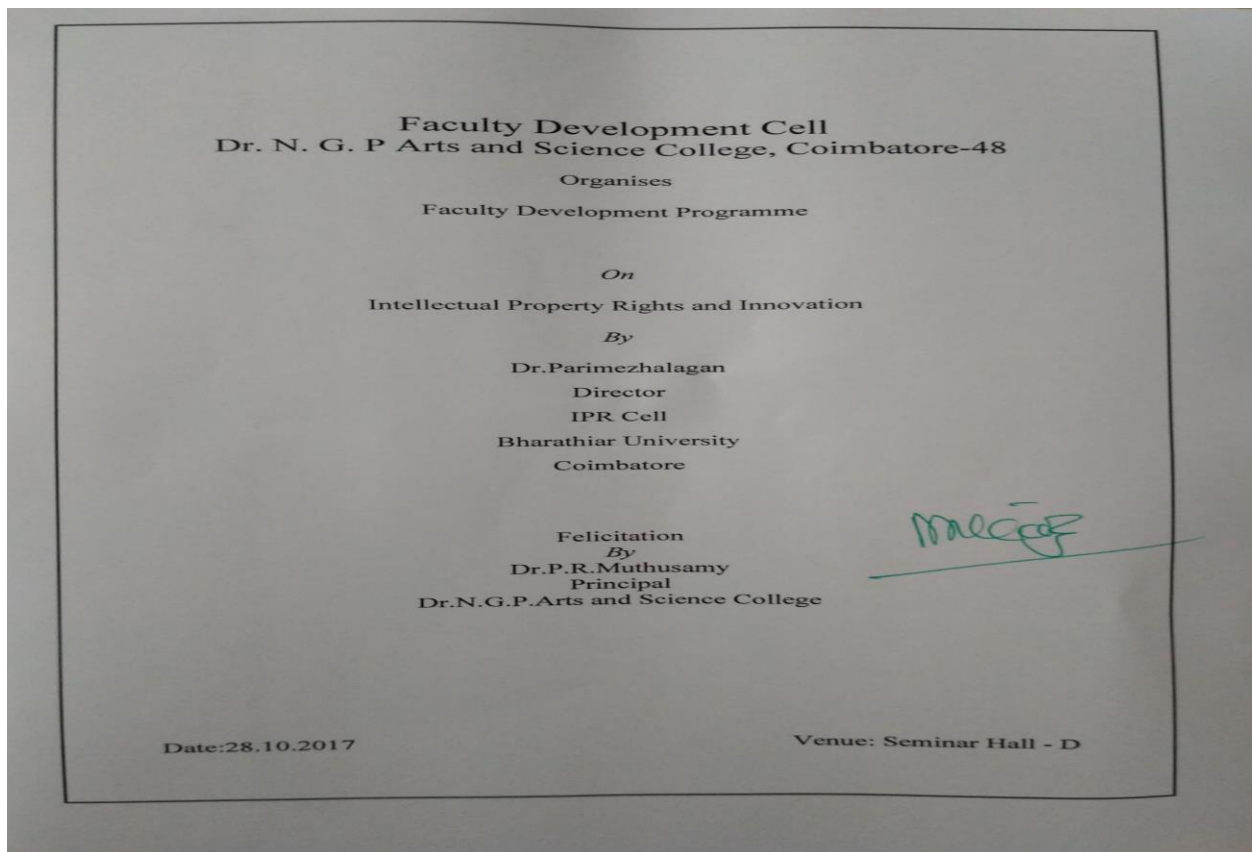 Faculty Development Cell
Dr. N. G. P Arts and Science College, Coimbatore-48
Organises
Faculty Development Programme
On
Intellectual Property Rights and Innovation
By
Dr.Parimezhalagan
Director
IPR Cell
Bharathiar University
Coimbatore
Felicitation
By
Dr.P.R.Muthusamy
Principal
Dr.N.G.P.Arts and Science College
Date:28.10.2017
Venue: Seminar Hall - D